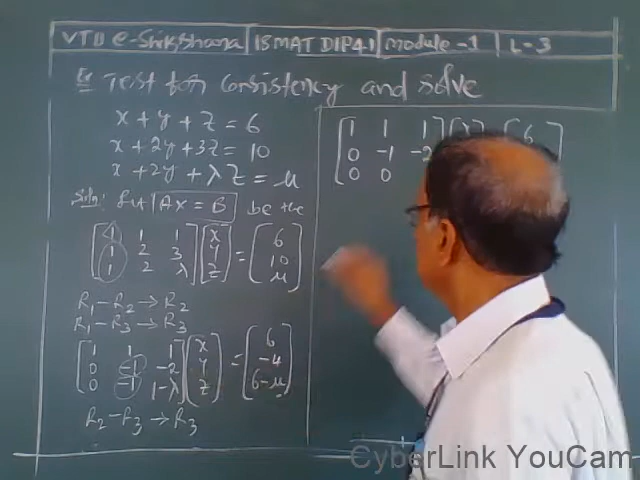 VTU e-Shikshana | 18MAT DIP41 | Module -1 | L-3
Ex Test for consistency and solve
x + y + z = 6
x + 2y + 3z = 10
x + 2y + λz = μ
Soln: Let AX = B be the
[1 1 1] [x] = [6]
[1 2 3] [y] [10]
[1 2 λ] [z] [μ]
R1 - R2 → R2
R1 - R3 → R3
[1 1 1] [x] = [6]
[0 -1 -2] [y] [-4]
[0 -1 1-λ] [z] [6-μ]
R2 - R3 → R3
[1 1 1] [x] [6]
[0 -1 -2
[0 0
CyberLink YouCam